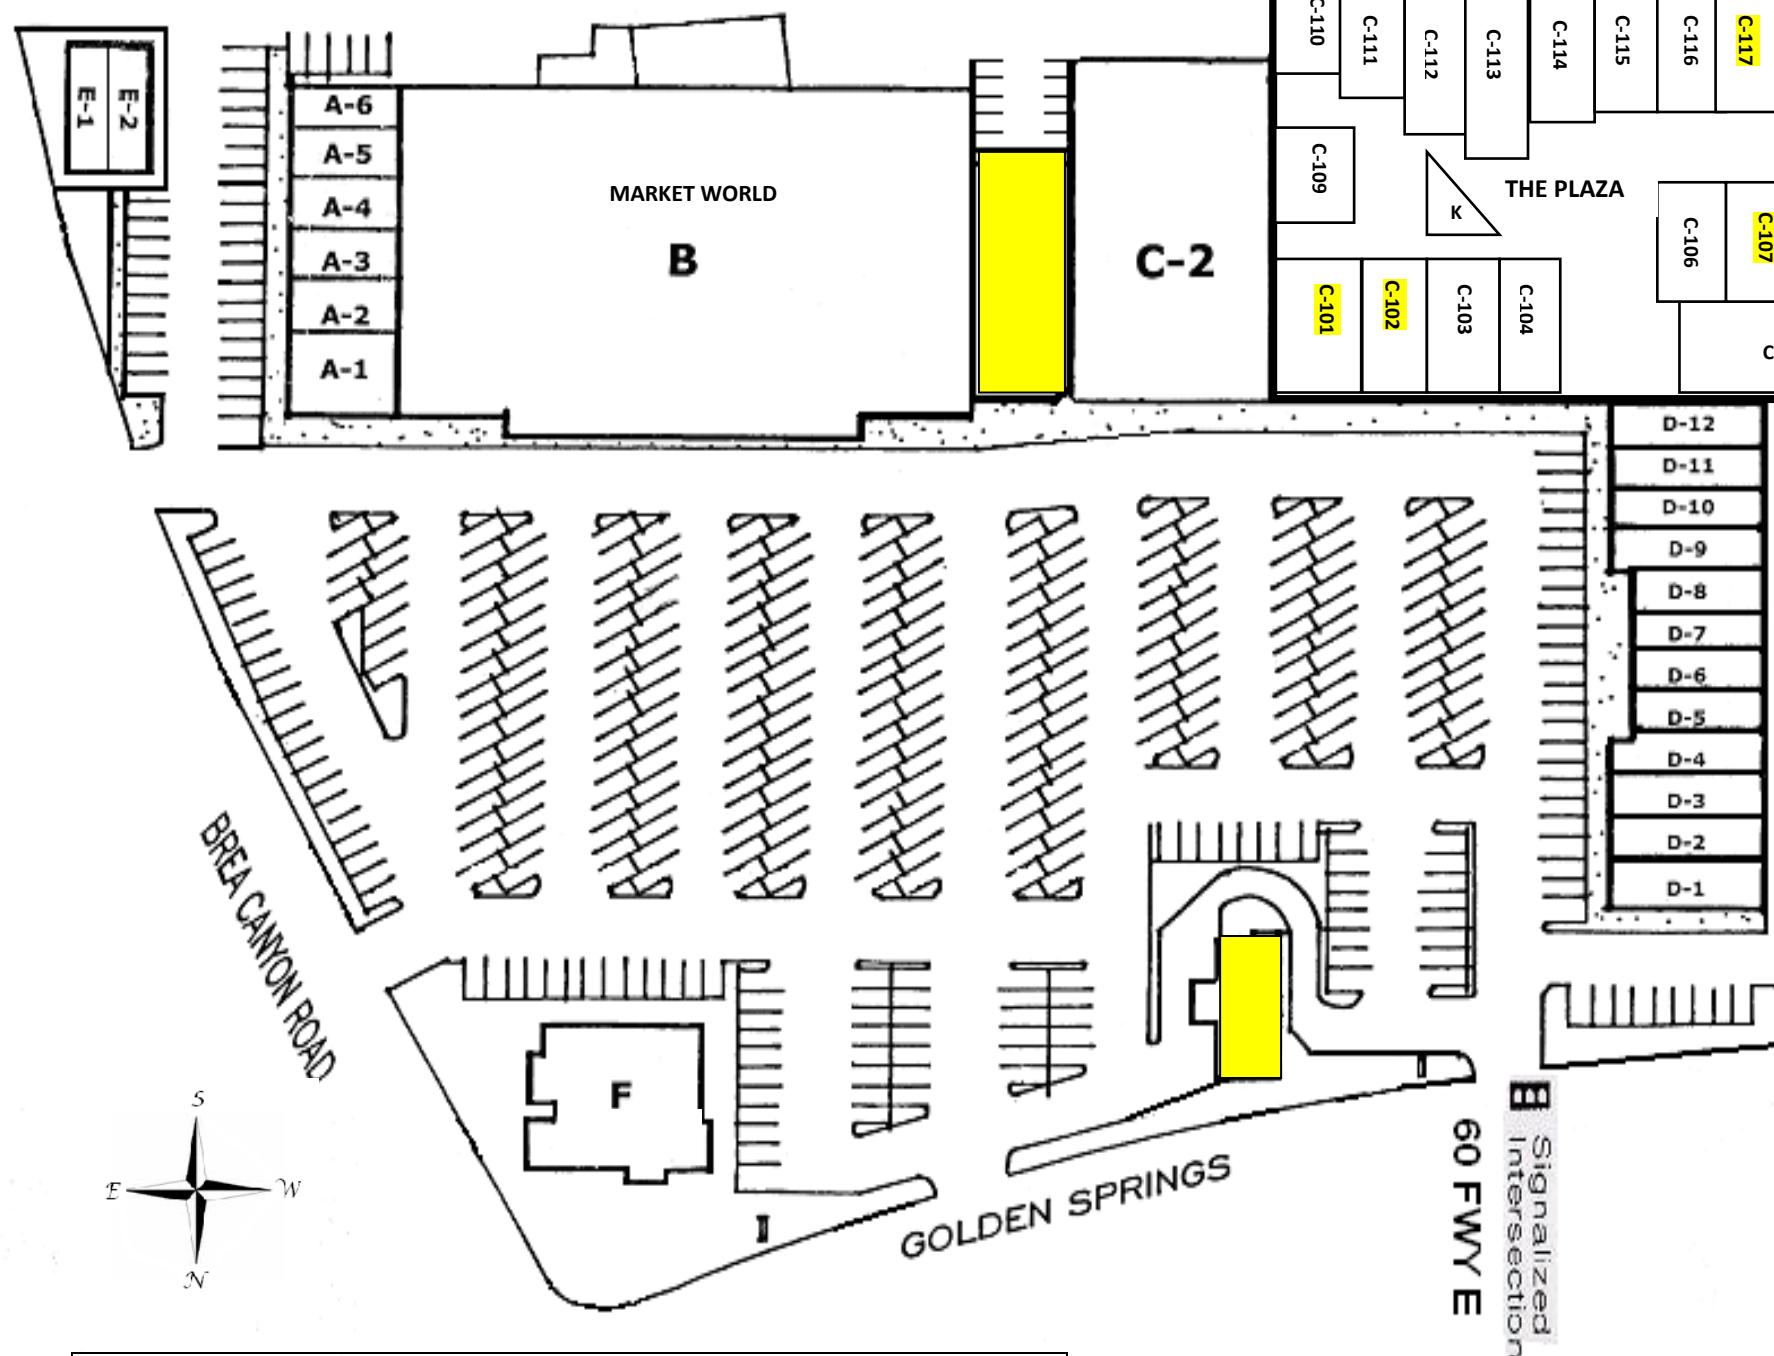 C-110
C-111
C-112
C-113
C-114
C-115
C-116
C-117
E-1
E-2
A-6
A-5
A-4
A-3
A-2
A-1
MARKET WORLD
B
C-2
C-109
K
THE PLAZA
C-106
C-107
C-101
C-102
C-103
C-104
C
D-12
D-11
D-10
D-9
D-8
D-7
D-6
D-5
D-4
D-3
D-2
D-1
BREA CANYON ROAD
F
GOLDEN SPRINGS
60 FWY E
Signalized
Intersection
S
E
W
N